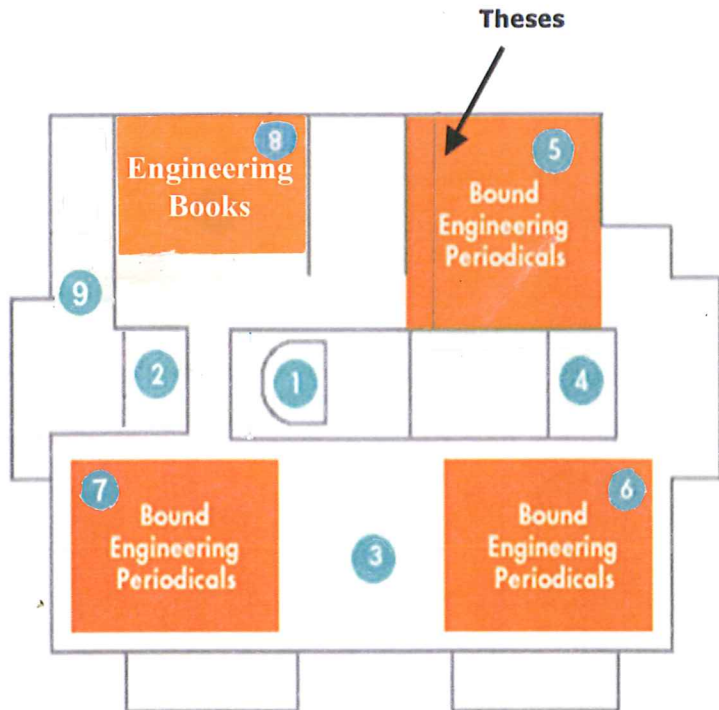 Theses
8
Engineering
Books
5
Bound
Engineering
Periodicals
9
2
1
4
7
Bound
Engineering
Periodicals
3
6
Bound
Engineering
Periodicals